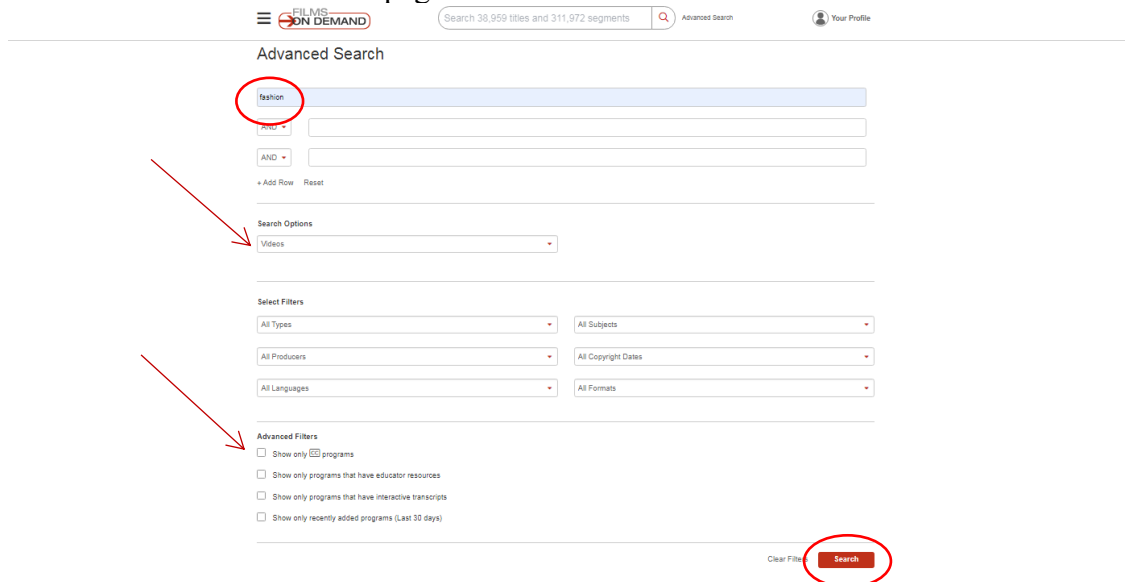 FILMS
ON DEMAND
Search 38,959 titles and 311,972 segments
Advanced Search
Your Profile
Advanced Search
fashion
AND
AND
+ Add Row Reset
Search Options
Videos
Select Filters
All Types All Subjects
All Producers All Copyright Dates
All Languages All Formats
Advanced Filters
Show only CC programs
Show only programs that have educator resources
Show only programs that have interactive transcripts
Show only recently added programs (Last 30 days)
Clear Filters Search